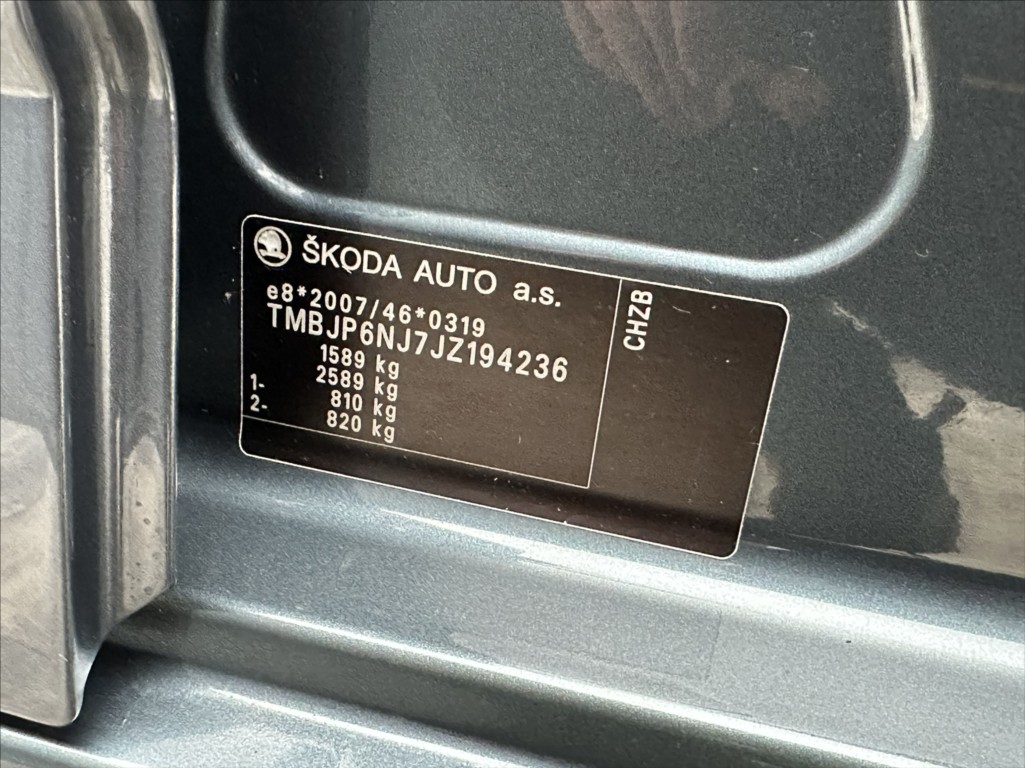 ŠKODA AUTO a.s.
e8*2007/46*0319
TMBJP6NJ7JZ194236
1589 kg
2589 kg
1- 810 kg
2- 820 kg
CHZB